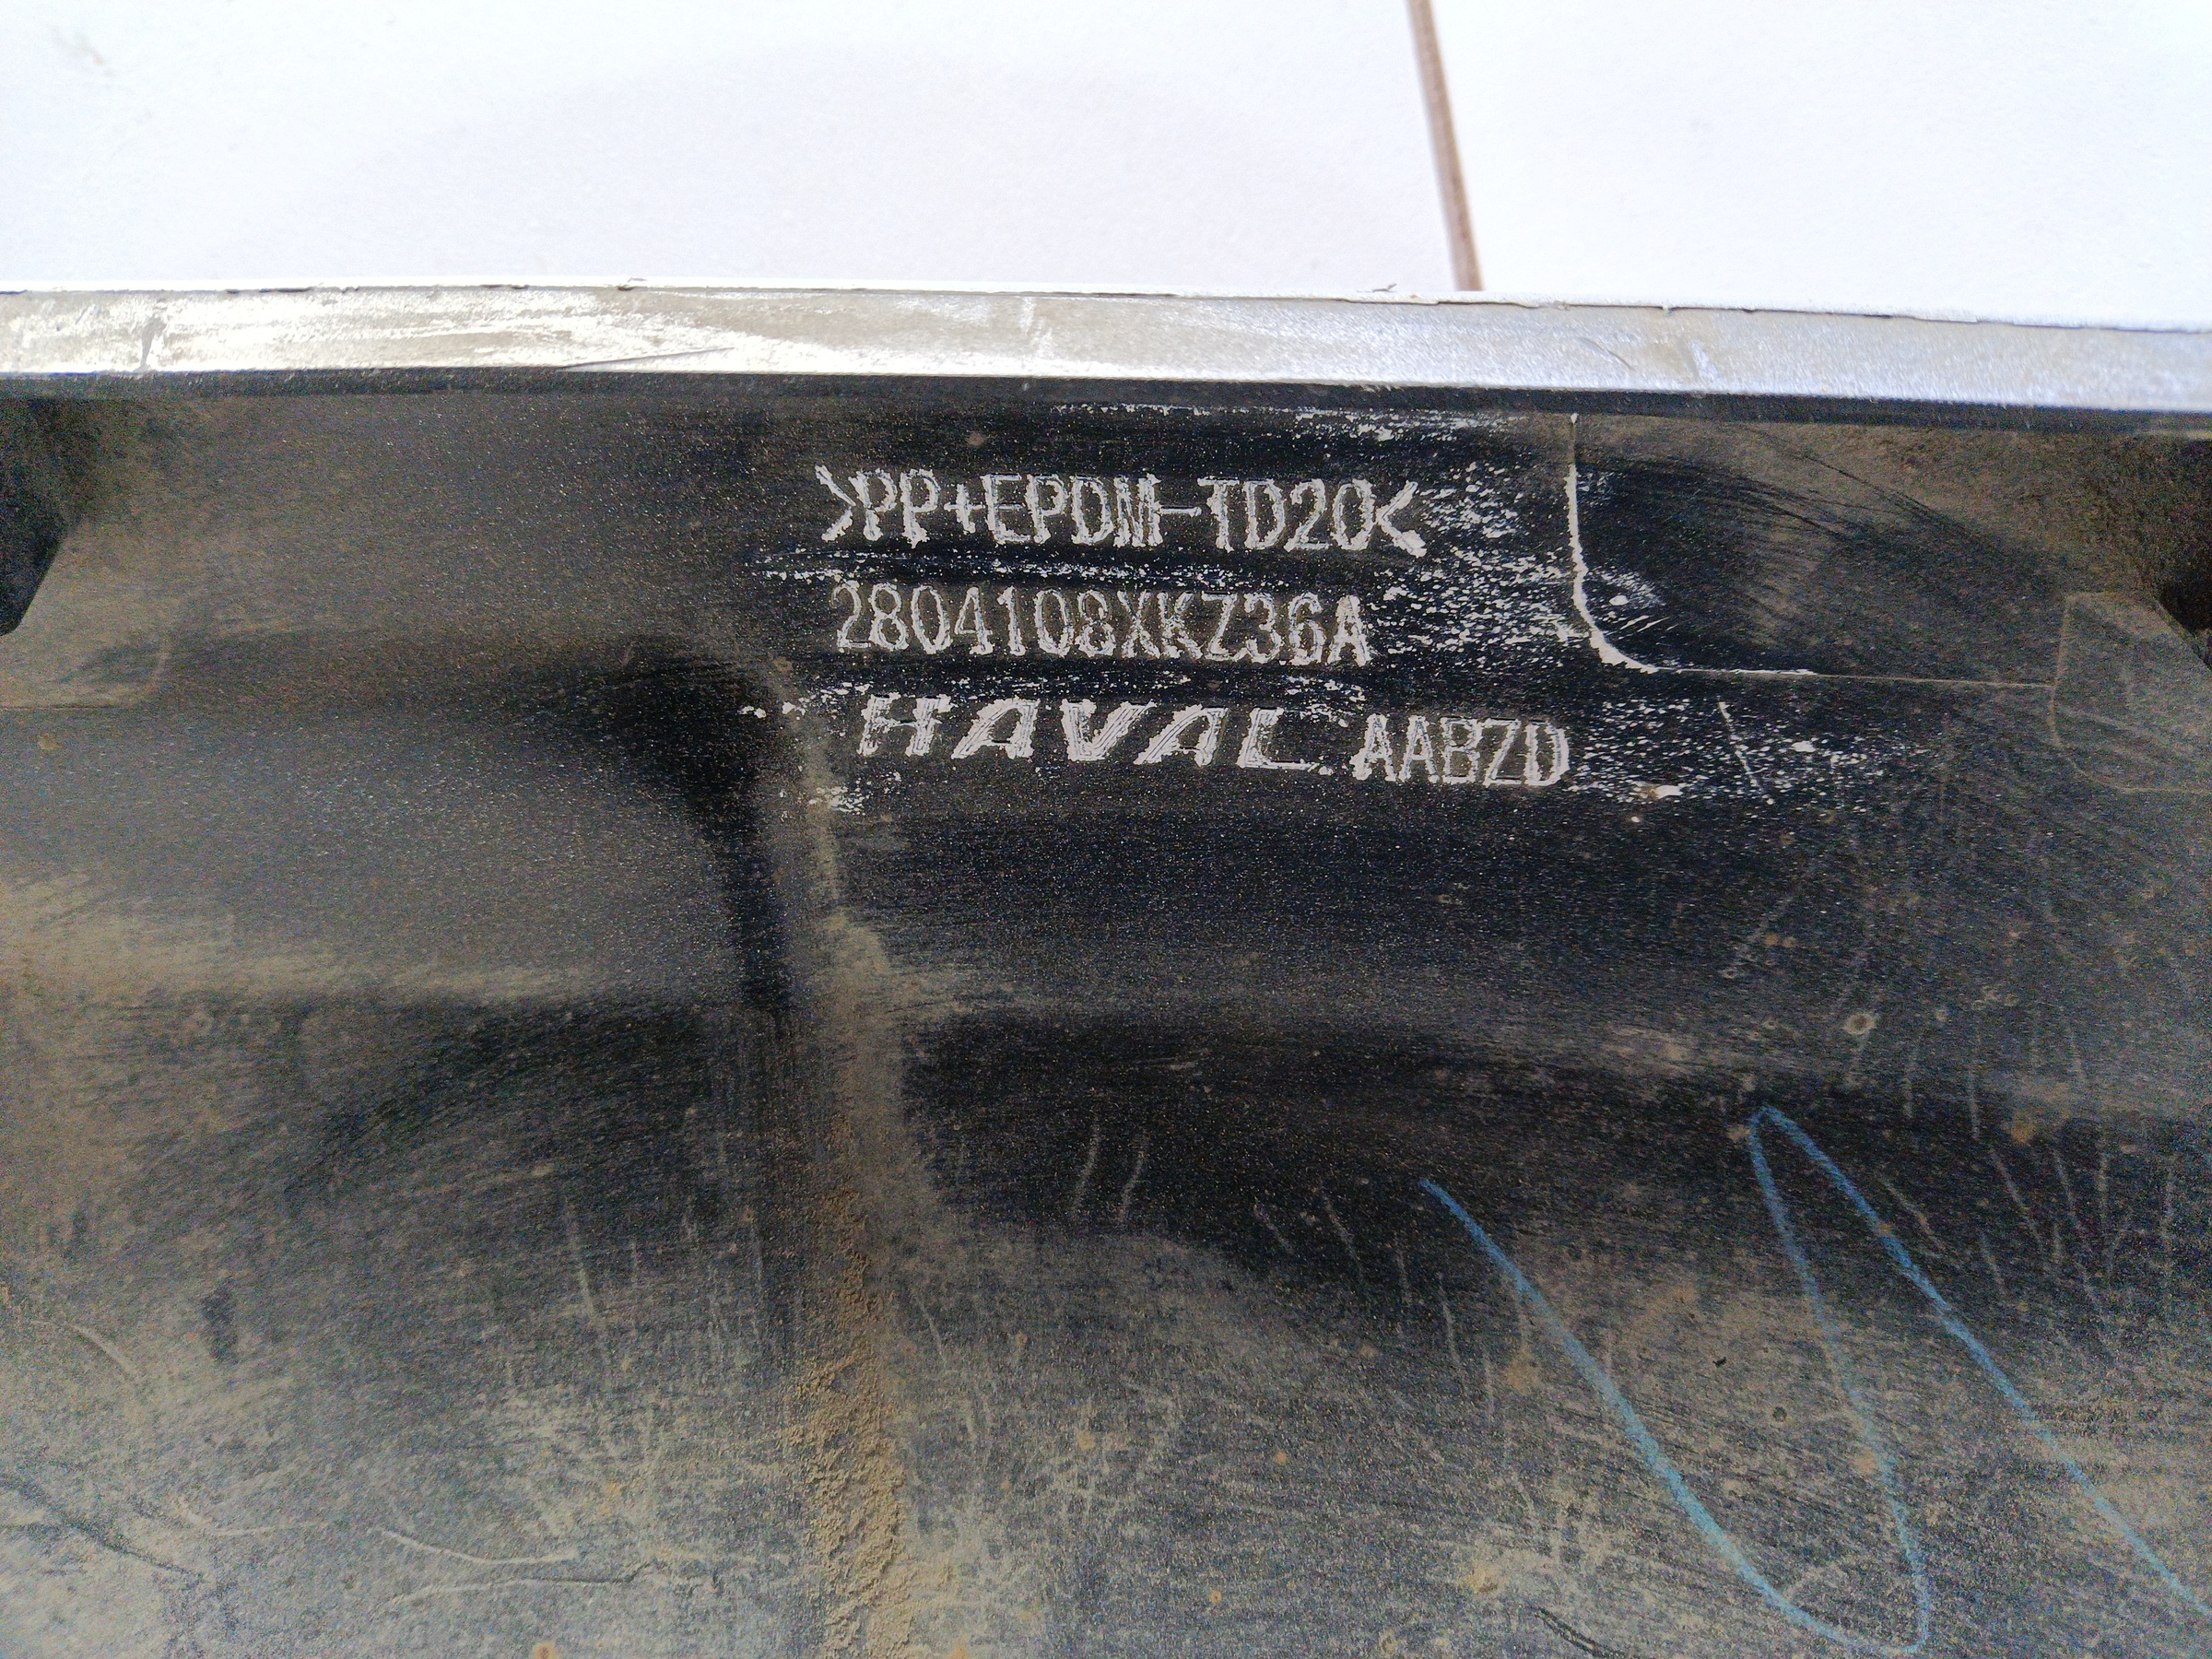 >PP+EPDM-TD20<
2804108XKZ36A
HAVAL AABZD